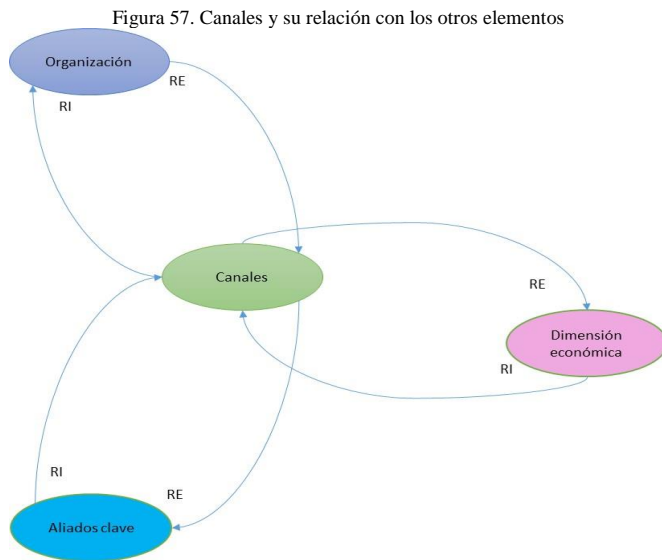 Figura 57. Canales y su relación con los otros elementos
Organización
RE
RI
Canales
RE
Dimensión
económica
RI
RI
RE
Aliados clave